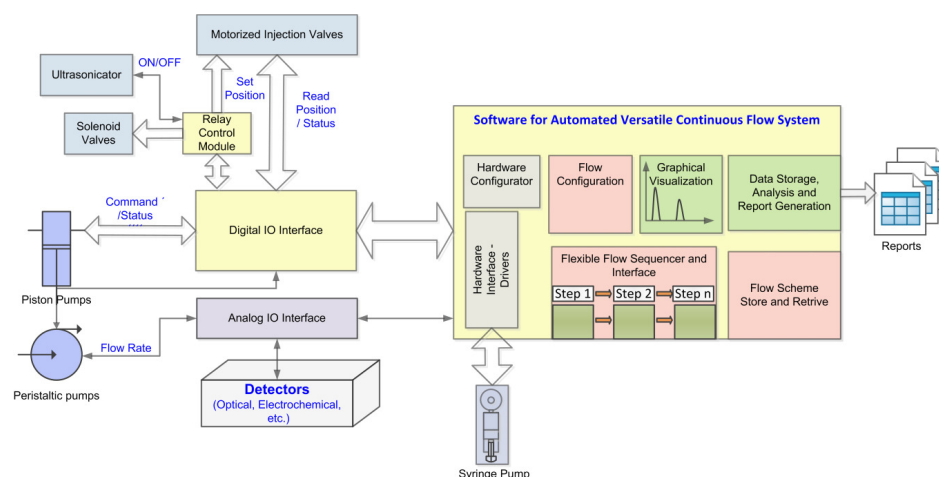 Motorized Injection Valves
ON/OFF
Ultrasonicator
Set
Position
Read
Position
/ Status
Solenoid
Valves
Relay
Control
Module
Command ´
/Status
Digital IO Interface
Piston Pumps
Analog IO Interface
Flow Rate
Peristaltic pumps
Detectors
(Optical, Electrochemical,
etc.)
Software for Automated Versatile Continuous Flow System
Hardware
Configurator
Flow
Configuration
Graphical
Visualization
Data Storage,
Analysis and
Report Generation
Reports
Hardware
Interface -
Drivers
Flexible Flow Sequencer and
Interface
Step 1
Step 2
Step n
Flow Scheme
Store and Retrive
Syringe Pump